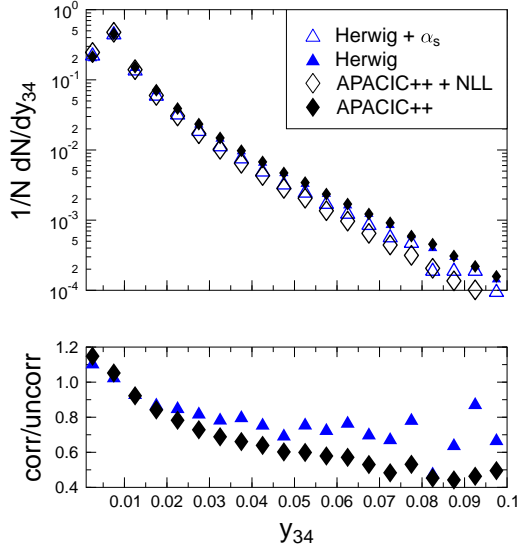 10^0
5
2
10^-1
5
2
10^-2
5
2
10^-3
5
2
10^-4
1/N dN/dy_34
Herwig + α_s
Herwig
APACIC++ + NLL
APACIC++
1.2
1.0
0.8
0.6
0.4
corr/uncorr
0.01 0.02 0.03 0.04 0.05 0.06 0.07 0.08 0.09 0.1
y_34